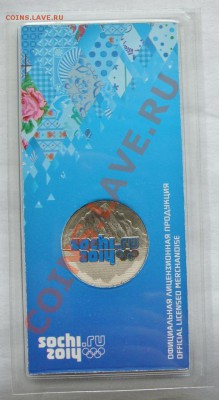 COINS.LAVE.RU
COINS.LAVE.RU
sochi.ru
2014
sochi.ru
2014
ОФИЦИАЛЬНАЯ ЛИЦЕНЗИОННАЯ ПРОДУКЦИЯ
OFFICIAL LICENSED MERCHANDISE